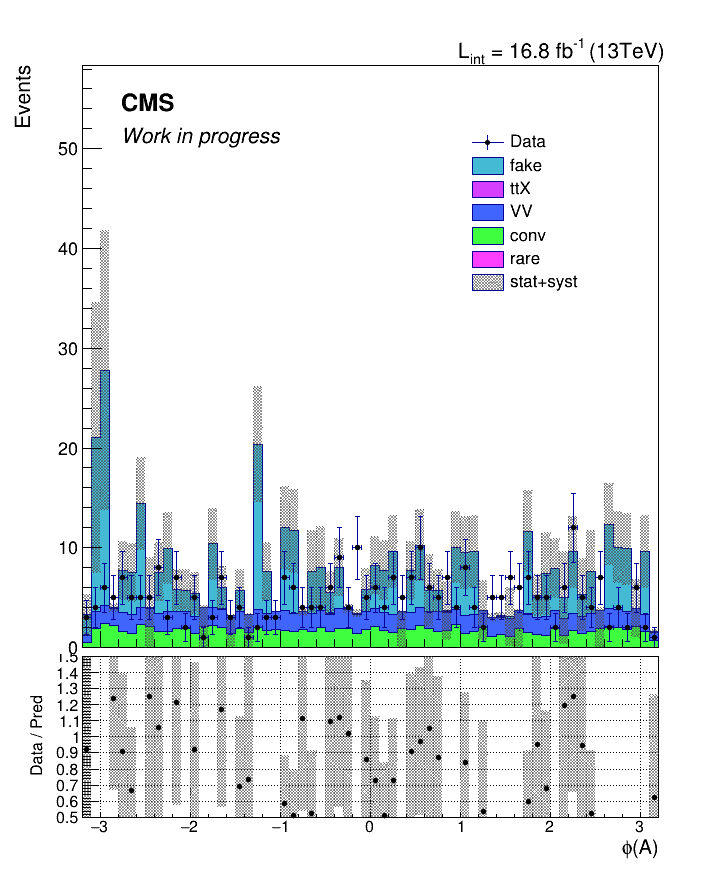 L_int = 16.8 fb^-1 (13TeV)
Events
CMS
Work in progress
Data
fake
ttX
VV
conv
rare
stat+syst
50
40
30
20
10
0
Data / Pred
1.5
1.4
1.3
1.2
1.1
1
0.9
0.8
0.7
0.6
0.5
−3 −2 −1 0 1 2 3
ϕ(A)